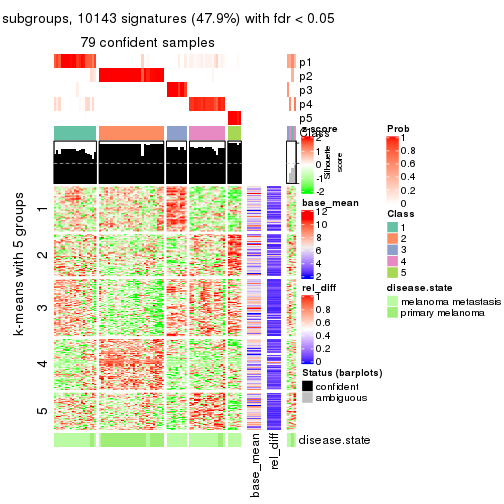 subgroups, 10143 signatures (47.9%) with fdr < 0.05
79 confident samples
p1
p2
p3
p4
p5
Class
Silhouette
score
k-means with 5 groups
1
2
3
4
5
base_mean
rel_diff
disease.state
z-score
2
1
0
-1
-2
base_mean
12
10
8
6
4
2
rel_diff
1
0.8
0.6
0.4
0.2
0
Status (barplots)
confident
ambiguous
Prob
1
0.8
0.6
0.4
0.2
0
Class
1
2
3
4
5
disease.state
melanoma metastasis
primary melanoma